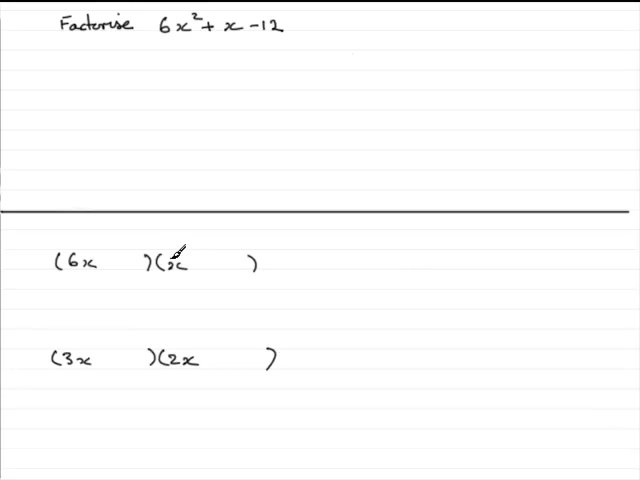 Factorise 6x² + x - 12
(6x )(x )
(3x )(2x )